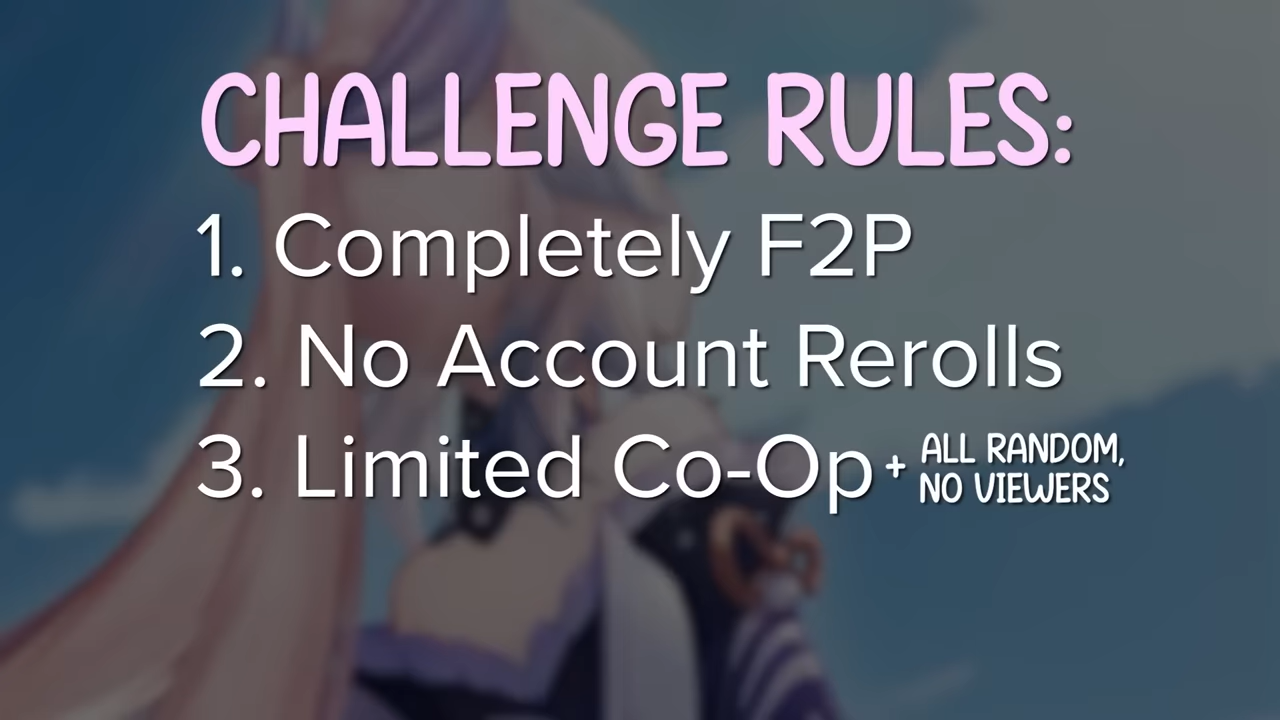 CHALLENGE RULES:
1. Completely F2P
2. No Account Rerolls
3. Limited Co-Op + ALL RANDOM,
NO VIEWERS